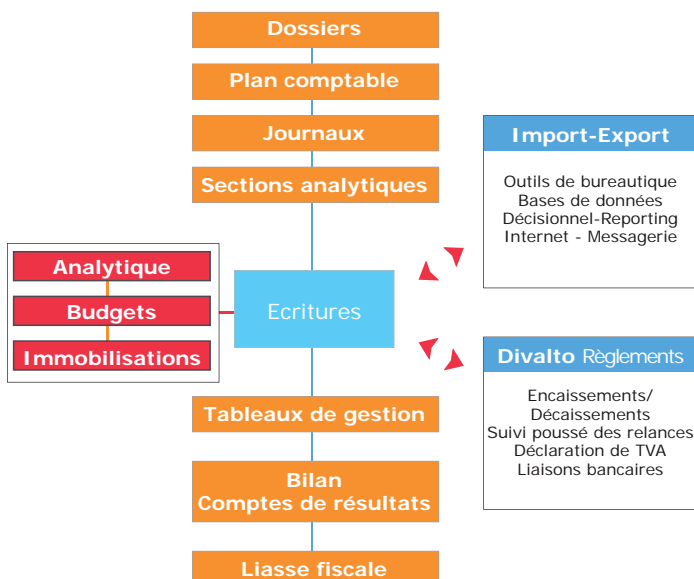 Dossiers
Plan comptable
Journaux
Sections analytiques
Import-Export
Outils de bureautique
Bases de données
Décisionnel-Reporting
Internet - Messagerie
Analytique
Budgets
Immobilisations
Ecritures
Divalto Règlements
Encaissements/
Décaissements
Suivi poussé des relances
Déclaration de TVA
Liaisons bancaires
Tableaux de gestion
Bilan
Comptes de résultats
Liasse fiscale